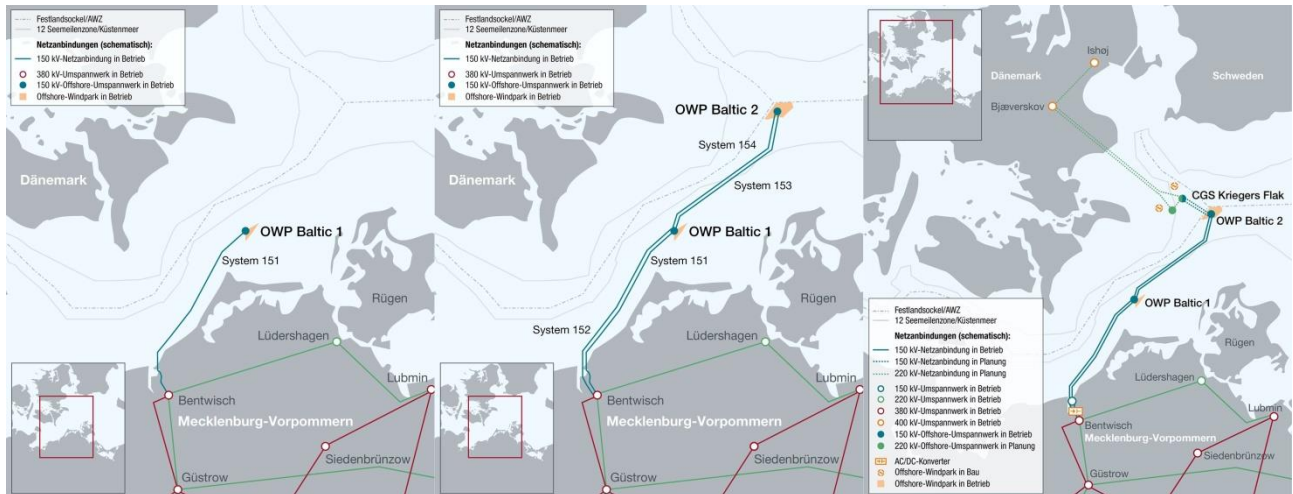 Festlandsockel/AWZ
12 Seemeilenzone/Küstenmeer
Netzanbindungen (schematisch):
150 kV-Netzanbindung in Betrieb
380 kV-Umspannwerk in Betrieb
150 kV-Offshore-Umspannwerk in Betrieb
Offshore-Windpark in Betrieb
Dänemark
OWP Baltic 1
System 151
Rügen
Lüdershagen
Lubmin
Bentwisch
Mecklenburg-Vorpommern
Siedenbrünzow
Güstrow
Festlandsockel/AWZ
12 Seemeilenzone/Küstenmeer
Netzanbindungen (schematisch):
150 kV-Netzanbindung in Betrieb
380 kV-Umspannwerk in Betrieb
150 kV-Offshore-Umspannwerk in Betrieb
Offshore-Windpark in Betrieb
OWP Baltic 2
System 154
Dänemark
System 153
OWP Baltic 1
System 151
Rügen
System 152
Lüdershagen
Lubmin
Bentwisch
Mecklenburg-Vorpommern
Siedenbrünzow
Güstrow
Ishøj
Dänemark
Schweden
Bjæverskov
CGS Kriegers Flak
OWP Baltic 2
OWP Baltic 1
Festlandsockel/AWZ
12 Seemeilenzone/Küstenmeer
Netzanbindungen (schematisch):
150 kV-Netzanbindung in Betrieb
150 kV-Netzanbindung in Planung
220 kV-Netzanbindung in Planung
150 kV-Umspannwerk in Betrieb
220 kV-Umspannwerk in Betrieb
380 kV-Umspannwerk in Betrieb
400 kV-Umspannwerk in Betrieb
150 kV-Offshore-Umspannwerk in Betrieb
220 kV-Offshore-Umspannwerk in Planung
AC/DC-Konverter
Offshore-Windpark in Bau
Offshore-Windpark in Betrieb
Rügen
Lüdershagen
Lubmin
Bentwisch
Mecklenburg-Vorpommern
Siedenbrünzow
Güstrow